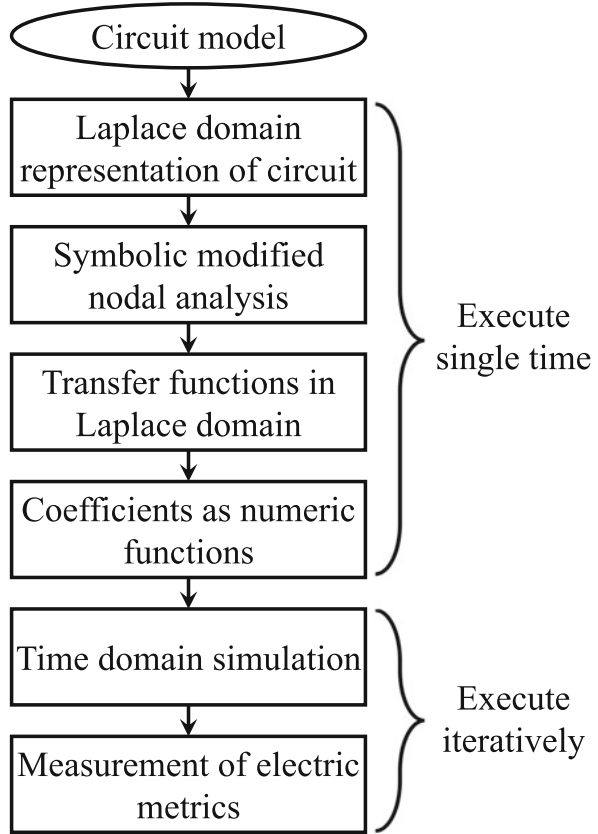 Circuit model
Laplace domain
representation of circuit
Symbolic modified
nodal analysis
Transfer functions in
Laplace domain
Coefficients as numeric
functions
Execute
single time
Time domain simulation
Measurement of electric
metrics
Execute
iteratively